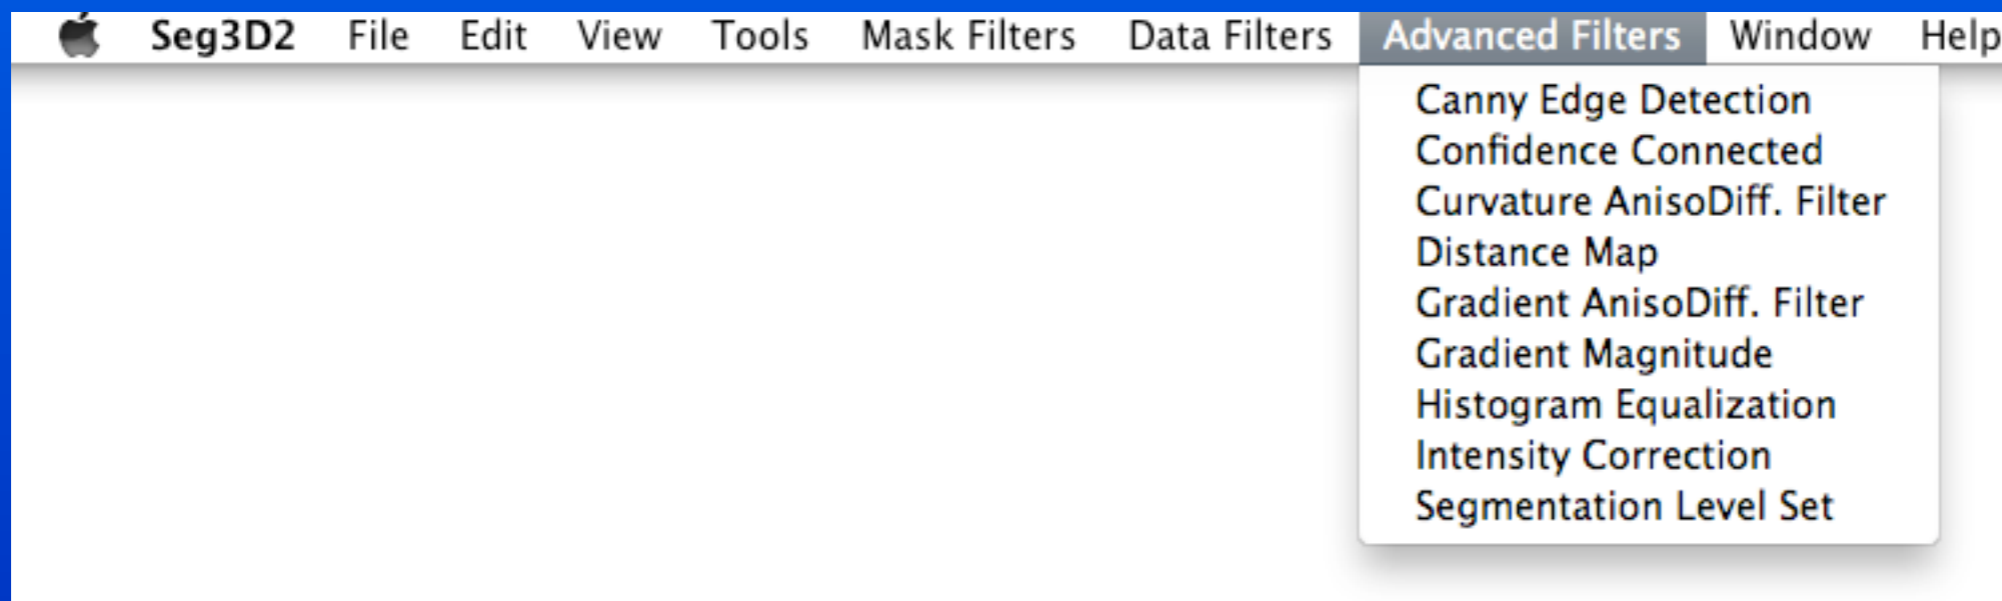 Seg3D2 File Edit View Tools Mask Filters Data Filters Advanced Filters Window Help
Canny Edge Detection
Confidence Connected
Curvature AnisoDiff. Filter
Distance Map
Gradient AnisoDiff. Filter
Gradient Magnitude
Histogram Equalization
Intensity Correction
Segmentation Level Set